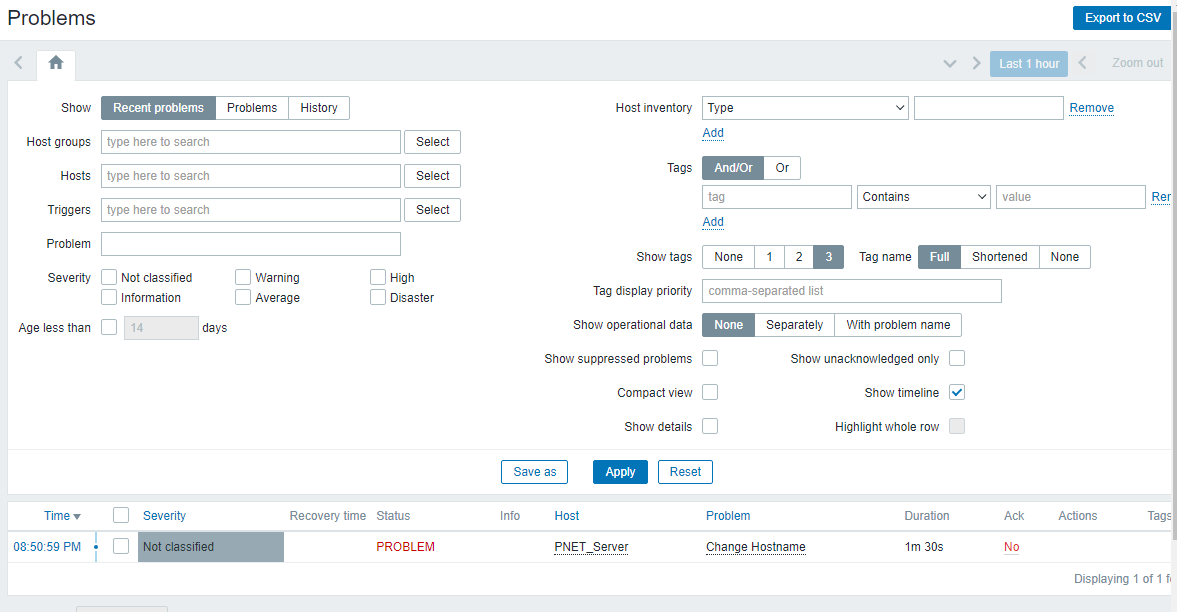 Problems
Export to CSV
Last 1 hour
Zoom out
Show Recent problems Problems History
Host groups type here to search Select
Hosts type here to search Select
Triggers type here to search Select
Problem
Severity Not classified Warning High
Information Average Disaster
Age less than 14 days
Host inventory Type Remove
Add
Tags And/Or Or
tag Contains value Rer
Add
Show tags None 1 2 3 Tag name Full Shortened None
Tag display priority comma-separated list
Show operational data None Separately With problem name
Show suppressed problems Show unacknowledged only
Compact view Show timeline
Show details Highlight whole row
Save as Apply Reset
Time Severity Recovery time Status Info Host Problem Duration Ack Actions Tags
08:50:59 PM Not classified PROBLEM PNET_Server Change Hostname 1m 30s No
Displaying 1 of 1 f